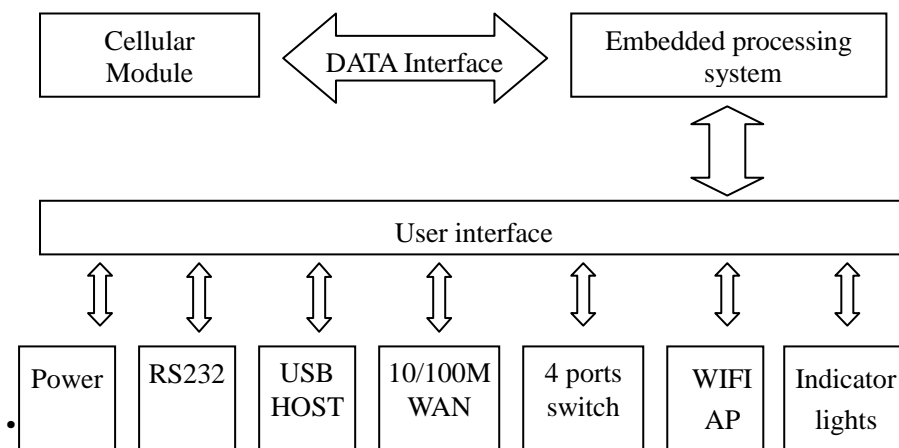 Cellular
Module
DATA Interface
Embedded processing
system
User interface
Power
RS232
USB
HOST
10/100M
WAN
4 ports
switch
WIFI
AP
Indicator
lights